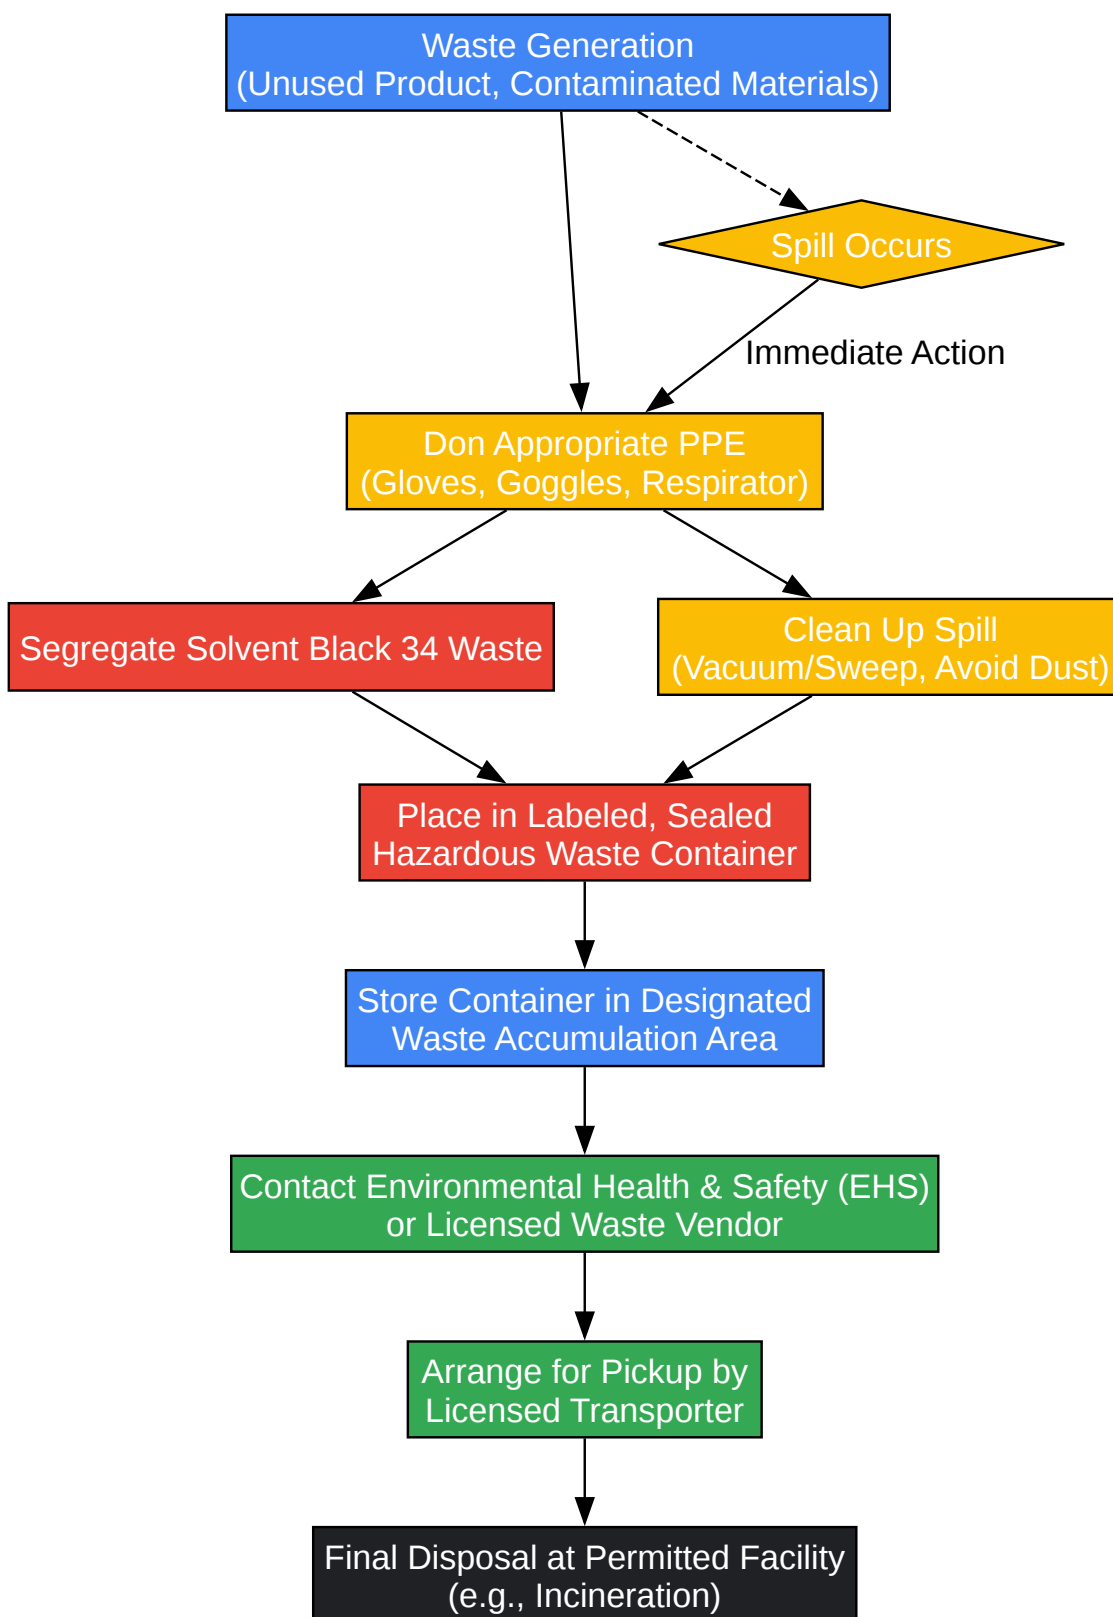 Waste Generation
(Unused Product, Contaminated Materials)
Spill Occurs
Immediate Action
Don Appropriate PPE
(Gloves, Goggles, Respirator)
Segregate Solvent Black 34 Waste
Clean Up Spill
(Vacuum/Sweep, Avoid Dust)
Place in Labeled, Sealed
Hazardous Waste Container
Store Container in Designated
Waste Accumulation Area
Contact Environmental Health & Safety (EHS)
or Licensed Waste Vendor
Arrange for Pickup by
Licensed Transporter
Final Disposal at Permitted Facility
(e.g., Incineration)